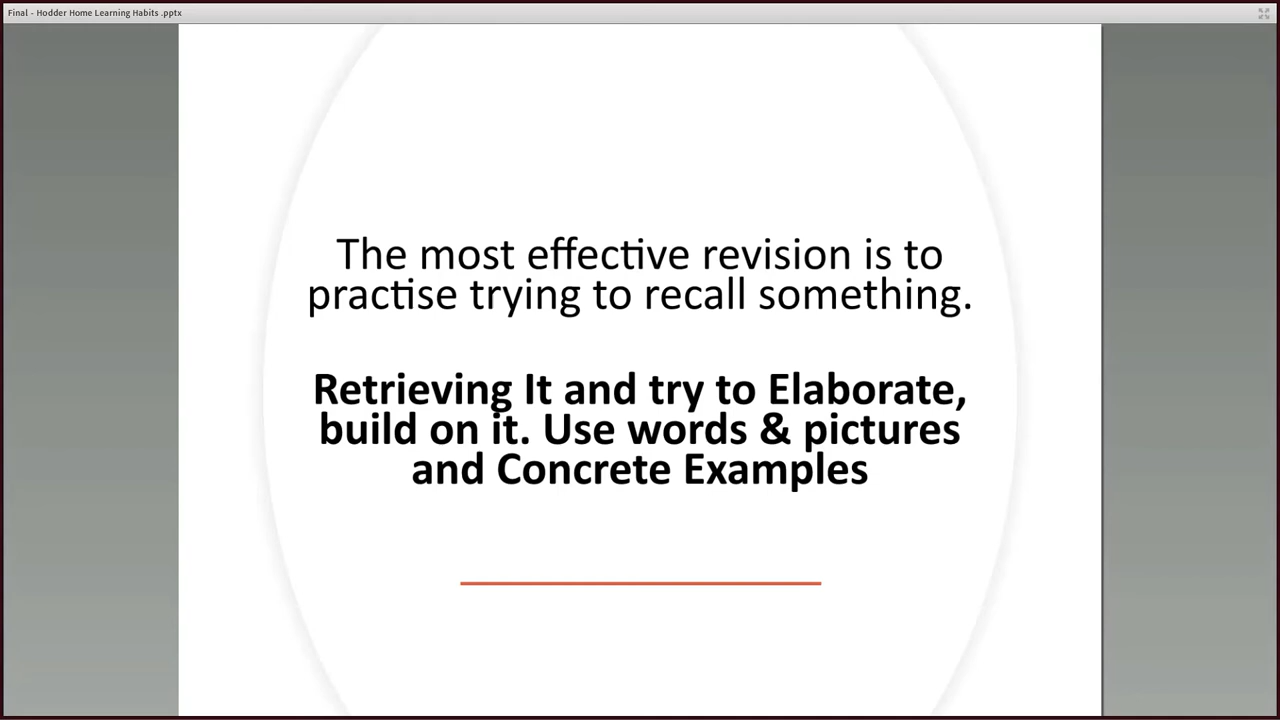 Final - Hodder Home Learning Habits .pptx
The most effective revision is to
practise trying to recall something.
Retrieving It and try to Elaborate,
build on it. Use words & pictures
and Concrete Examples